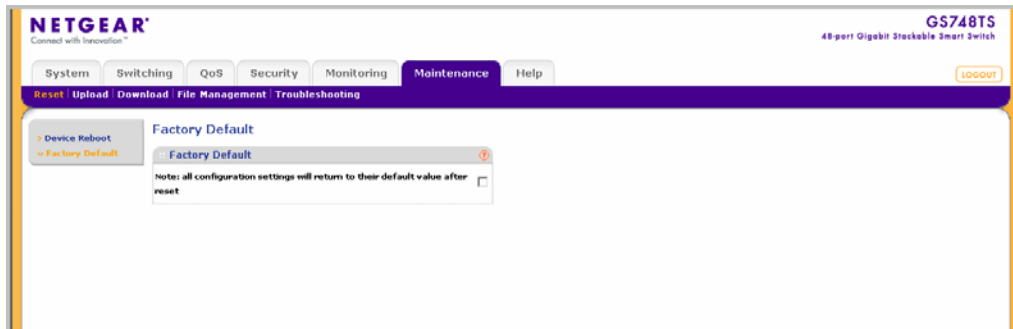 NETGEAR®
Connect with Innovation™
GS748TS
48-port Gigabit Stackable Smart Switch
System Switching QoS Security Monitoring Maintenance Help
LOGOUT
Reset | Upload | Download | File Management | Troubleshooting
> Device Reboot
Factory Default
Factory Default
:: Factory Default ?
Note: all configuration settings will return to their default value after
reset